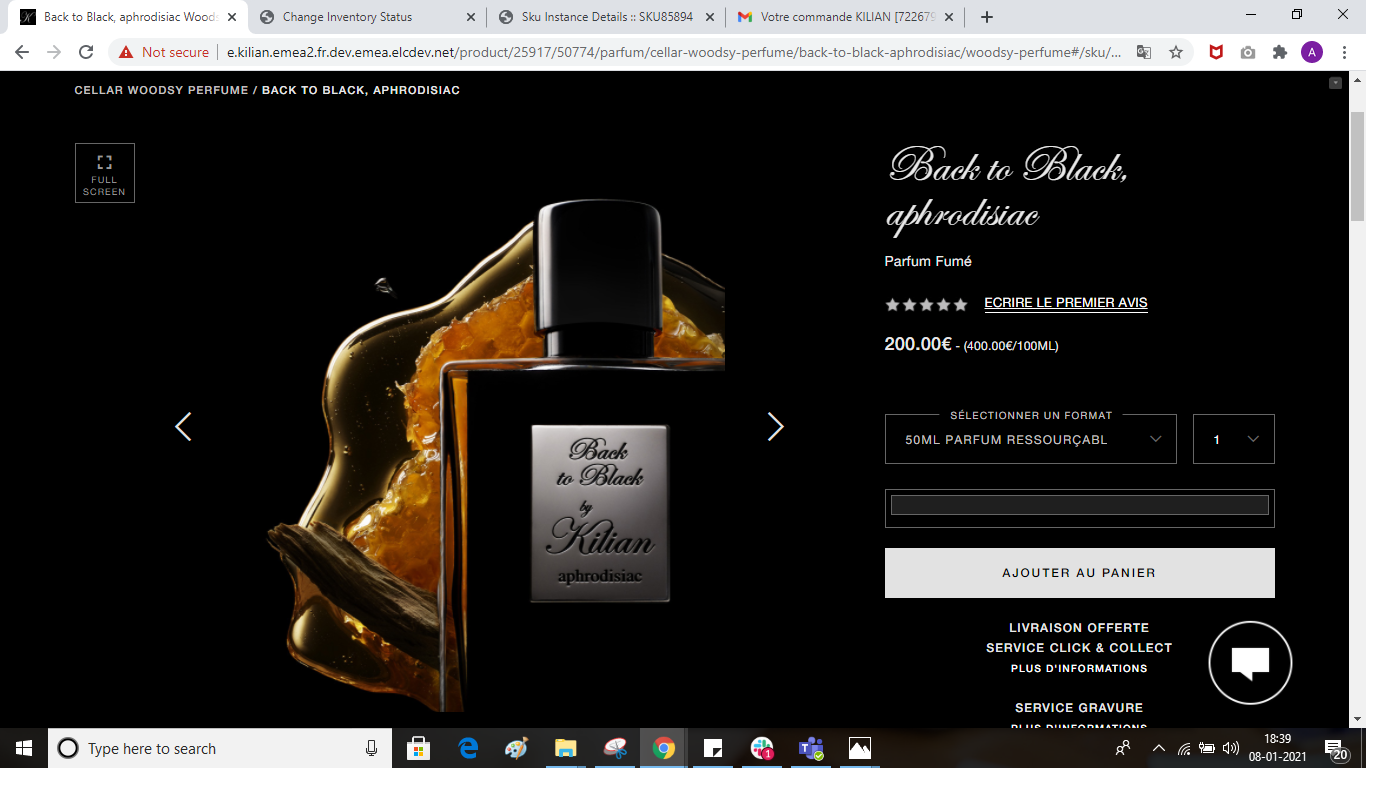 Back to Black, aphrodisiac Woods
Change Inventory Status
Sku Instance Details :: SKU85894
Votre commande KILIAN [722679
Not secure
e.kilian.emea2.fr.dev.emea.elcdev.net/product/25917/50774/parfum/cellar-woodsy-perfume/back-to-black-aphrodisiac/woodsy-perfume#/sku/...
A
CELLAR WOODSY PERFUME / BACK TO BLACK, APHRODISIAC
FULL
SCREEN
Back to Black,
aphrodisiac
Parfum Fumé
ECRIRE LE PREMIER AVIS
200.00€ - (400.00€/100ML)
SÉLECTIONNER UN FORMAT
50ML PARFUM RESSOURÇABL
1
Back
to Black
by
Kilian
aphrodisiac
AJOUTER AU PANIER
LIVRAISON OFFERTE
SERVICE CLICK & COLLECT
PLUS D'INFORMATIONS
SERVICE GRAVURE
PLUS D'INFORMATIONS
Type here to search
1
18:39
08-01-2021
20